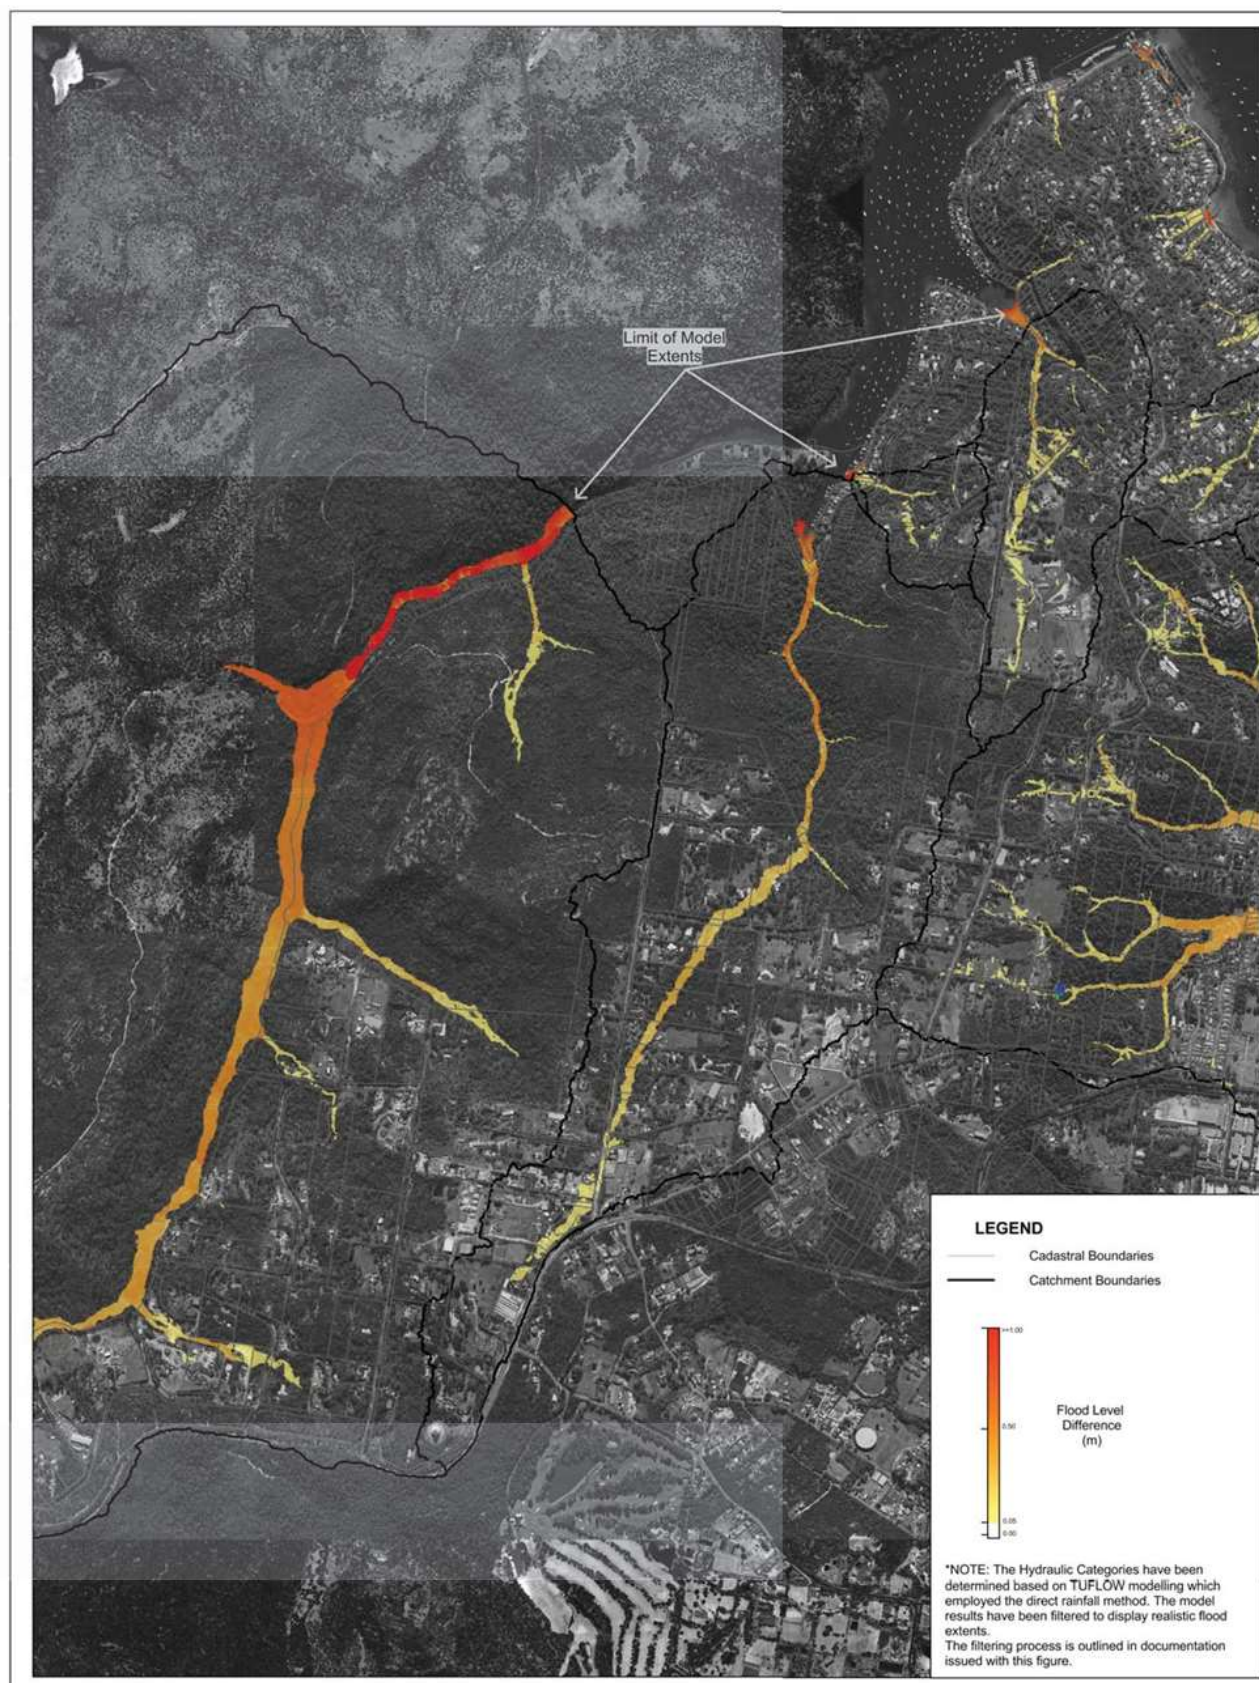 Limit of Model
Extents
LEGEND
Cadastral Boundaries
Catchment Boundaries
>=1.00
0.50
0.05
0.00
Flood Level
Difference
(m)
*NOTE: The Hydraulic Categories have been
determined based on TUFLOW modelling which
employed the direct rainfall method. The model
results have been filtered to display realistic flood
extents.
The filtering process is outlined in documentation
issued with this figure.